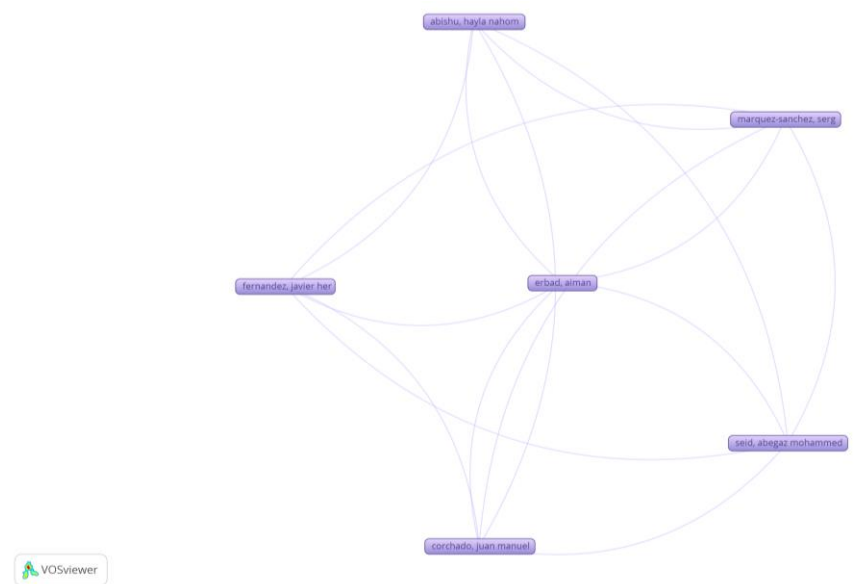 abishu, hayla nahom
marquez-sanchez, serg
fernandez, javier her
erbad, aiman
seid, abegaz mohammed
corchado, juan manuel
VOSviewer